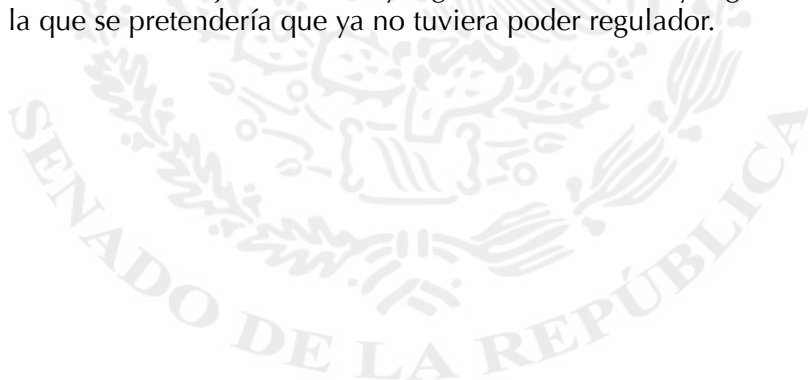 la que se pretendería que ya no tuviera poder regulador.
SENADO DE LA REPÚBLICA